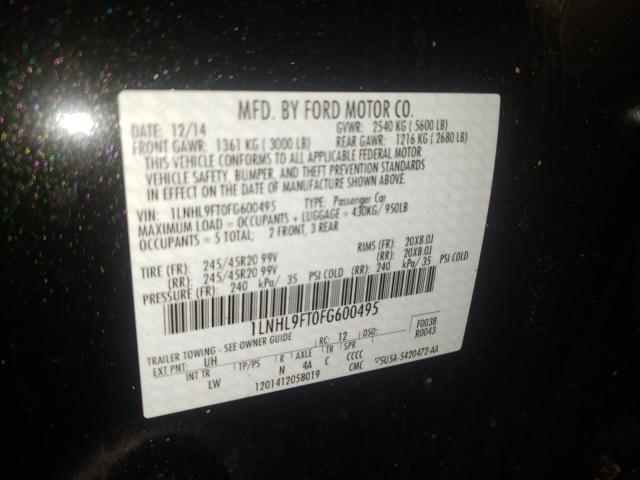 MFD. BY FORD MOTOR CO.
DATE: 12/14 GVWR: 2540 KG (5600 LB)
FRONT GAWR: 1361 KG (3000 LB) REAR GAWR: 1216 KG (2680 LB)
THIS VEHICLE CONFORMS TO ALL APPLICABLE FEDERAL MOTOR
VEHICLE SAFETY, BUMPER, AND THEFT PREVENTION STANDARDS
IN EFFECT ON THE DATE OF MANUFACTURE SHOWN ABOVE.
VIN: 1LNHL9FT0FG600495 TYPE: Passenger Car
MAXIMUM LOAD = OCCUPANTS + LUGGAGE = 430KG/ 950LB
OCCUPANTS = 5 TOTAL; 2 FRONT, 3 REAR
TIRE (FR): 245/45R20 99V RIMS (FR): 20X8.0J
(RR): 245/45R20 99V (RR): 20X8.0J
PRESSURE (FR): 240 kPa/ 35 PSI COLD (RR): 240 kPa/35 PSI COLD
1LNHL9FT0FG600495
TRAILER TOWING - SEE OWNER GUIDE RC: 12 DSO: F0038
EXT PNT: UH R0043
INT TR TP/PS R AXLE TR SPR
LW N 4A C CCCC
1201412058019 CMC 5U5A-5420472-AA